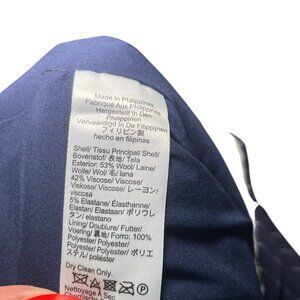 Made In Philippines
Fabriqué Aux Philippines
Hergestellt In Den
Philippinen
Vervaardigd In De Filippijnen
フィリピン製
hecho en filipinas
Shell/ Tissu Principal/ Shell/
Bovenstof/ 表地/ Tela
Exterior: 53% Wool/ Laine/
Wolle/ Wol/ 毛/ lana
42% Viscose/ Viscose/
Viskose/ Viscose/ レーヨン/
viscosa
5% Elastane/ Élasthanne/
Elastan/ Elastaan/ ポリウレ
タン/ elastano
Lining/ Doublure/ Futter/
Voering/ 裏地/ Forro: 100%
Polyester/ Polyester/
Polyester/ Polyester/ ポリエ
ステル/ poliéster
Dry Clean Only.
Nettoyage À Sec